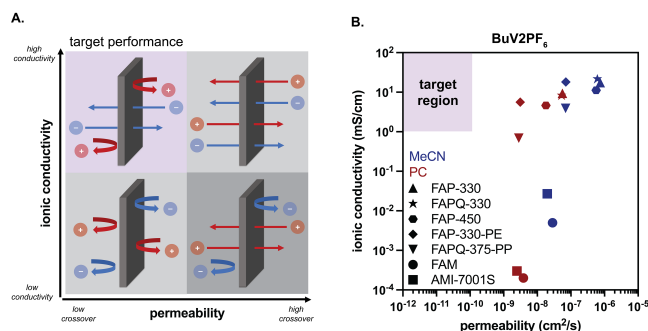 A.
target performance
high
conductivity
ionic conductivity
low
conductivity
+
-
-
+
+
-
+
-
+
-
+
-
-
+
-
+
low
crossover
permeability
high
crossover
B.
BuV2PF6
ionic conductivity (mS/cm)
10²
10¹
10⁰
10⁻¹
10⁻²
10⁻³
10⁻⁴
target
region
MeCN
PC
FAP-330
FAPQ-330
FAP-450
FAP-330-PE
FAPQ-375-PP
FAM
AMI-7001S
10⁻¹² 10⁻¹¹ 10⁻¹⁰ 10⁻⁹ 10⁻⁸ 10⁻⁷ 10⁻⁶ 10⁻⁵
permeability (cm²/s)